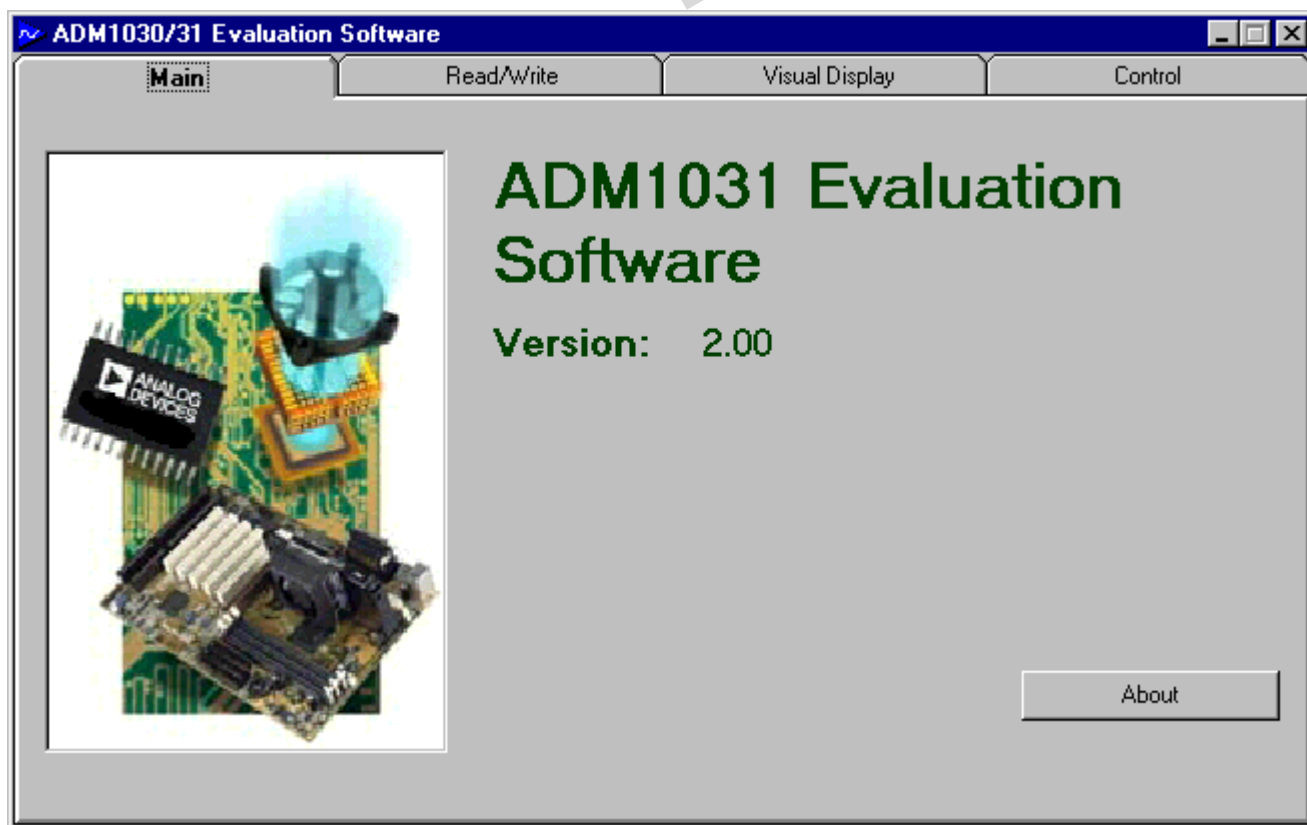 ADM1030/31 Evaluation Software
Main
Read/Write
Visual Display
Control
ADM1031 Evaluation
Software
Version: 2.00
ANALOG
DEVICES
About